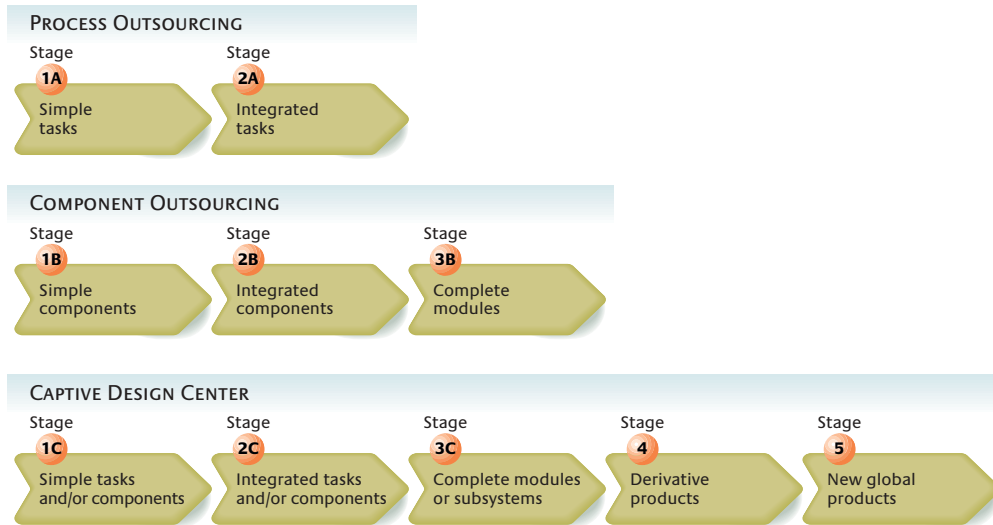 PROCESS OUTSOURCING
Stage Stage
1A 2A
Simple Integrated
tasks tasks
COMPONENT OUTSOURCING
Stage Stage Stage
1B 2B 3B
Simple Integrated Complete
components components modules
CAPTIVE DESIGN CENTER
Stage Stage Stage Stage Stage
1C 2C 3C 4 5
Simple tasks Integrated tasks Complete modules Derivative New global
and/or components and/or components or subsystems products products